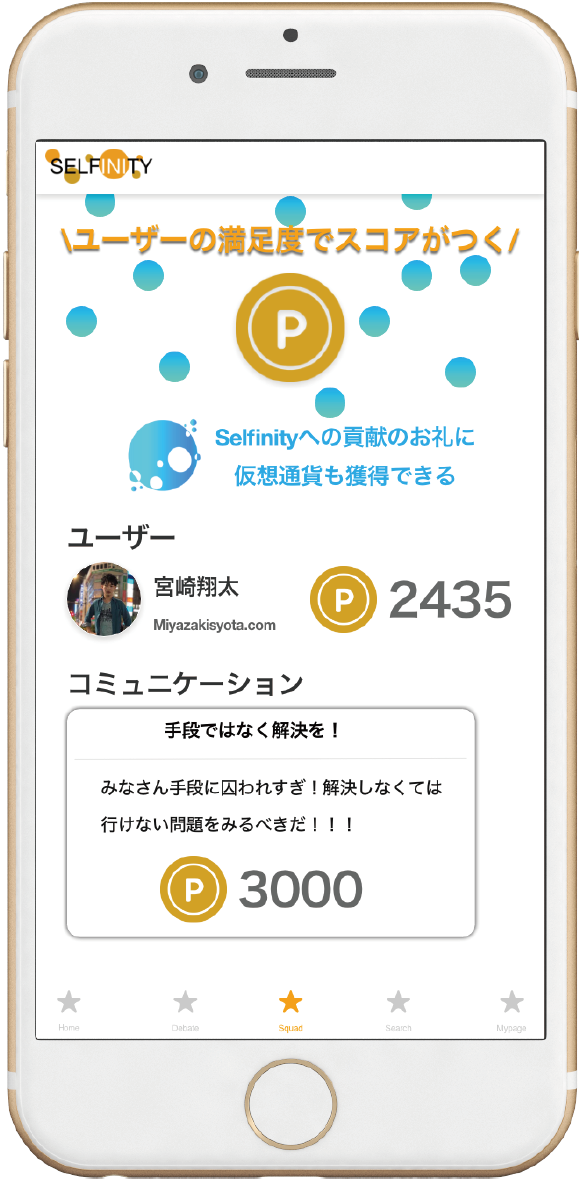 SELFINITY
\ユーザーの満足度でスコアがつく/
P
Selfinityへの貢献のお礼に
仮想通貨も獲得できる
ユーザー
宮崎翔太
Miyazakisyota.com
P 2435
コミュニケーション
手段ではなく解決を！
みなさん手段に囚われすぎ！解決しなくては
行けない問題をみるべきだ！！！
P 3000
Home Debate Squad Search Mypage